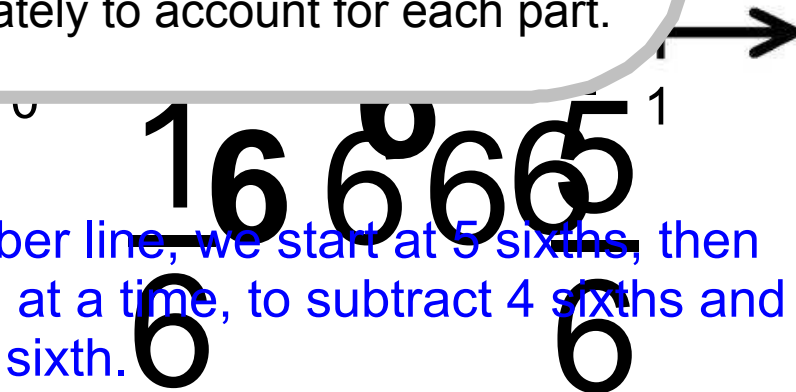 ately to account for each part.
0 1
1 6 6 6 6 5
ber line, we start at 5 sixths, then
at a time, to subtract 4 sixths and
6 6
sixth.